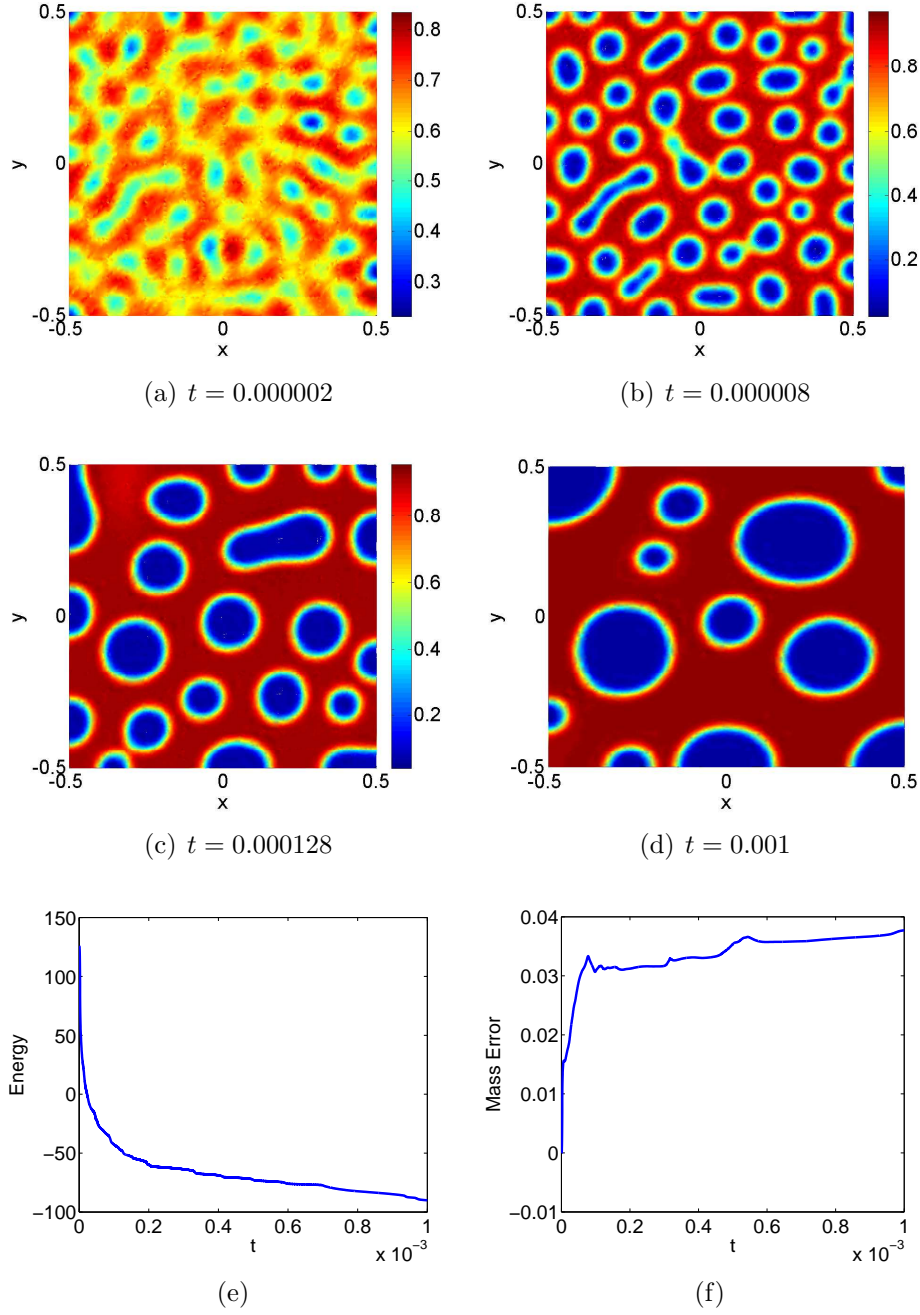 0.5
0
-0.5
y
-0.5 0 0.5
x
0.8
0.7
0.6
0.5
0.4
0.3
(a) t = 0.000002
0.5
0
-0.5
y
-0.5 0 0.5
x
0.8
0.6
0.4
0.2
(b) t = 0.000008
0.5
0
-0.5
y
-0.5 0 0.5
x
0.8
0.6
0.4
0.2
(c) t = 0.000128
0.5
0
-0.5
y
-0.5 0 0.5
x
(d) t = 0.001
150
100
50
0
−50
−100
Energy
0 0.2 0.4 0.6 0.8 1
t
x 10⁻³
(e)
0.04
0.03
0.02
0.01
0
−0.01
Mass Error
0 0.2 0.4 0.6 0.8 1
t
x 10⁻³
(f)